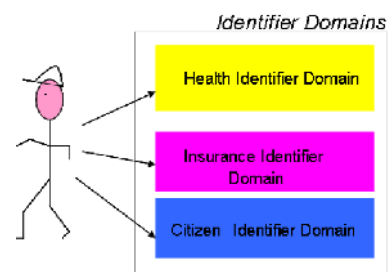 Identifier Domains
Health Identifier Domain
Insurance Identifier
Domain
Citizen Identifier Domain